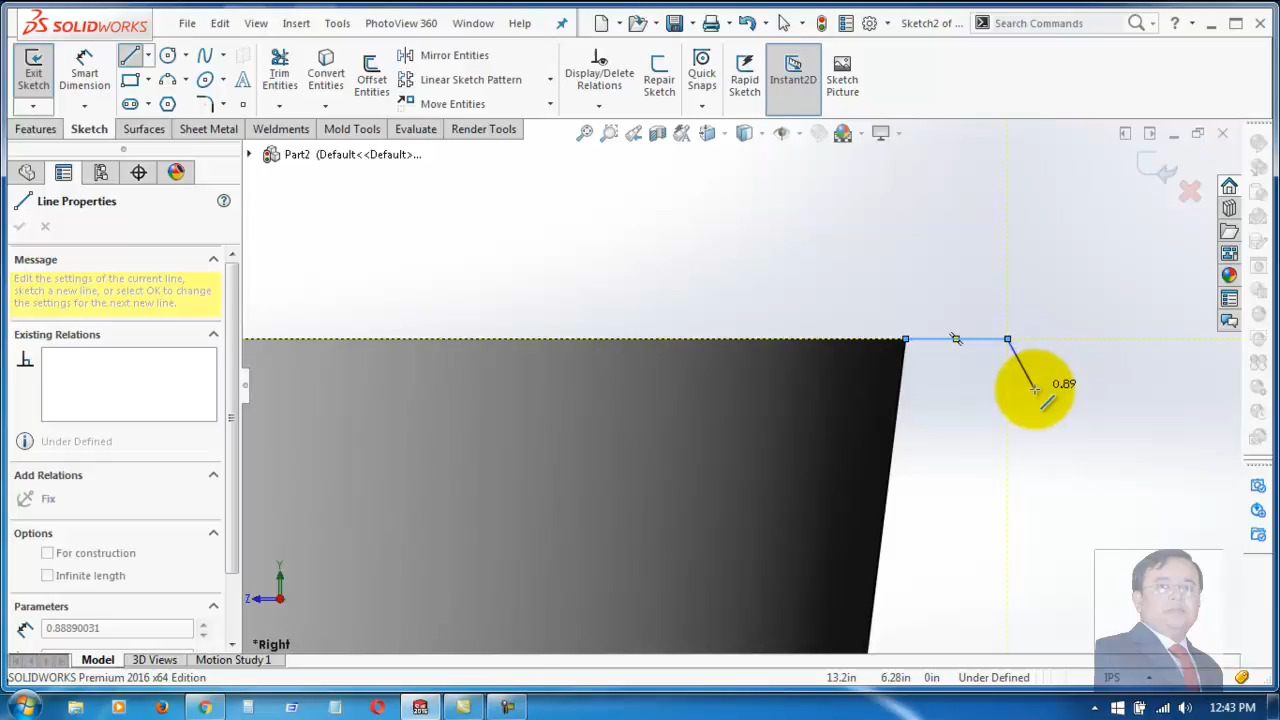 SOLIDWORKS
File Edit View Insert Tools PhotoView 360 Window Help
Sketch2 of ...
Search Commands
Exit Sketch
Smart Dimension
Trim Entities
Convert Entities
Offset Entities
Mirror Entities
Linear Sketch Pattern
Move Entities
Display/Delete Relations
Repair Sketch
Quick Snaps
Rapid Sketch
Instant2D
Sketch Picture
Features Sketch Surfaces Sheet Metal Weldments Mold Tools Evaluate Render Tools
Part2 (Default<<Default>...
Line Properties
Message
Edit the settings of the current line,
sketch a new line, or select OK to change
the settings for the next new line.
Existing Relations
Under Defined
Add Relations
Fix
Options
For construction
Infinite length
Parameters
0.88890031
0.89
Y
Z
*Right
Model 3D Views Motion Study 1
SOLIDWORKS Premium 2016 x64 Edition
13.2in 6.28in 0in Under Defined IPS
12:43 PM